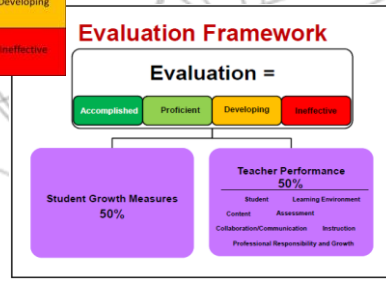 Developing
Ineffective
Evaluation Framework
Evaluation =
Accomplished Proficient Developing Ineffective
Student Growth Measures
50%
Teacher Performance
50%
Student Learning Environment
Content Assessment
Collaboration/Communication Instruction
Professional Responsibility and Growth